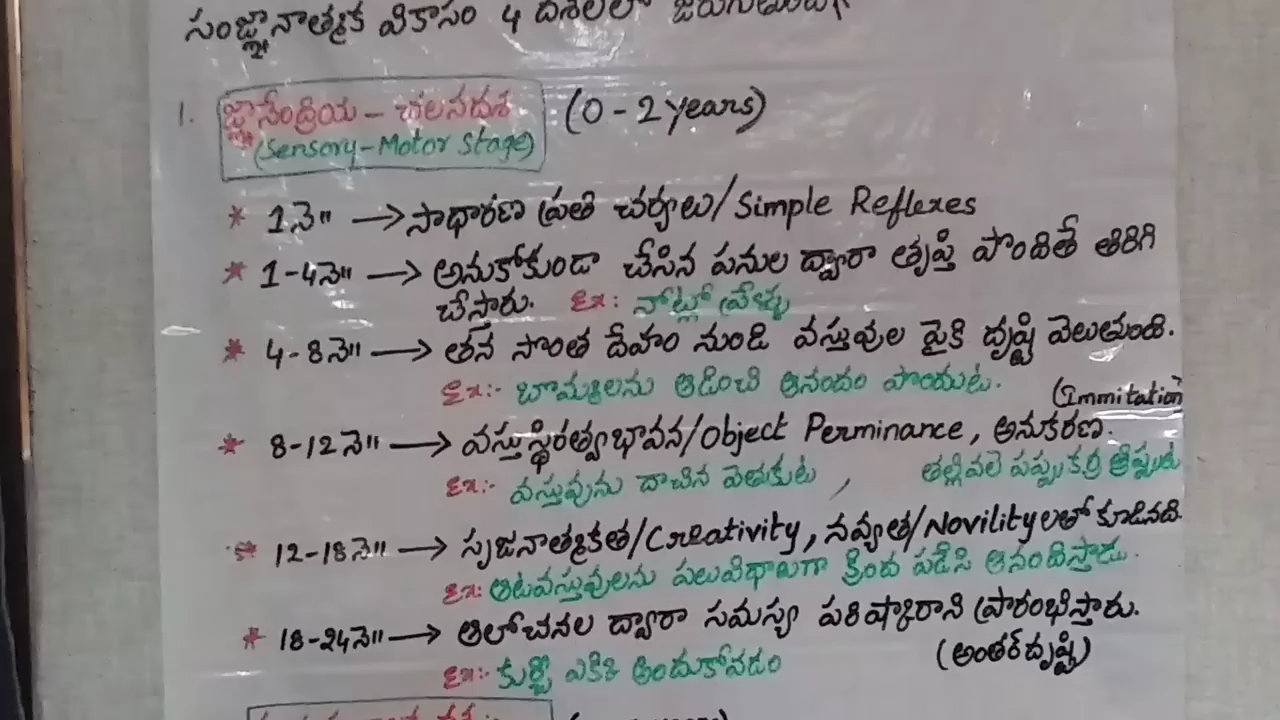 సంజ్ఞానాత్మక వికాసం 4 దశలలో జరుగుతుంది
1. జ్ఞానేంద్రియ - చలనదశ (0 - 2 years)
(Sensory-Motor Stage)
* 1నె॥ → సాధారణ ప్రతి చర్యలు/Simple Reflexes
* 1-4నె॥ → అనుకోకుండా చేసిన పనుల ద్వారా తృప్తి పొందితే తిరిగి
చేస్తారు. Ex: నోట్లో వ్రేళ్ళు
* 4-8నె॥ → తన సొంత దేహం నుండి వస్తువుల పైకి దృష్టి వెలుతుంది.
Ex:- బొమ్మలను ఆడించి ఆనందం పొందుట.
(Immitation)
* 8-12నె॥ → వస్తుస్థిరత్వభావన/Object Perminance, అనుకరణ.
Ex:- వస్తువును దాచిన వెతుకుట, తల్లివలె పప్పుకర్ర త్రిప్పుట
* 12-18నె॥ → సృజనాత్మకత/Creativity, నవ్యత/Novilityలతో కూడినది.
Ex: ఆటవస్తువులను పలువిధాలుగా క్రింద పడేసి ఆనందిస్తాడు.
* 18-24నె॥ → ఆలోచనల ద్వారా సమస్య పరిష్కారాని ప్రారంభిస్తారు.
(అంతర్‌దృష్టి)
Ex:- కుర్చీ ఎక్కి అందుకోవడం